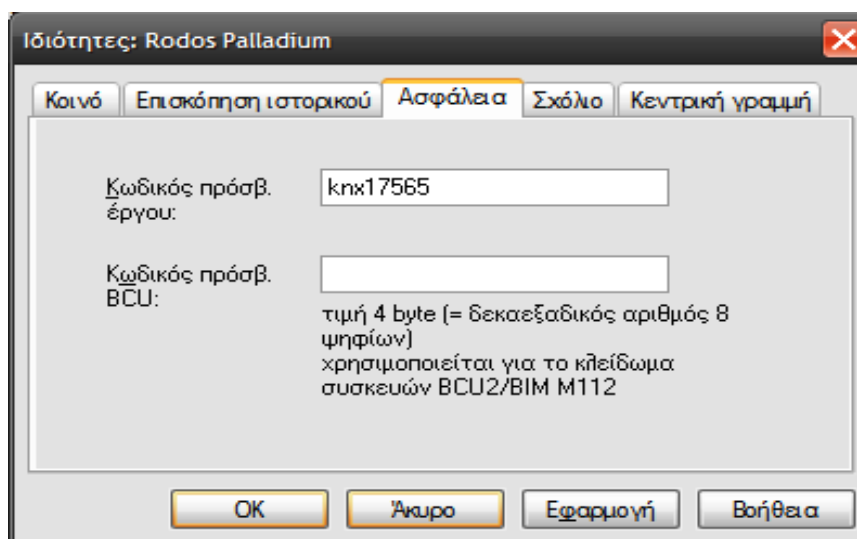 Ιδιότητες: Rodos Palladium
Κοινό Επισκόπηση ιστορικού Ασφάλεια Σχόλιο Κεντρική γραμμή
Κωδικός πρόσβ.
έργου:
knx17565
Κωδικός πρόσβ.
BCU:
τιμή 4 byte (= δεκαεξαδικός αριθμός 8
ψηφίων)
χρησιμοποιείται για το κλείδωμα
συσκευών BCU2/BIM M112
OK Άκυρο Εφαρμογή Βοήθεια